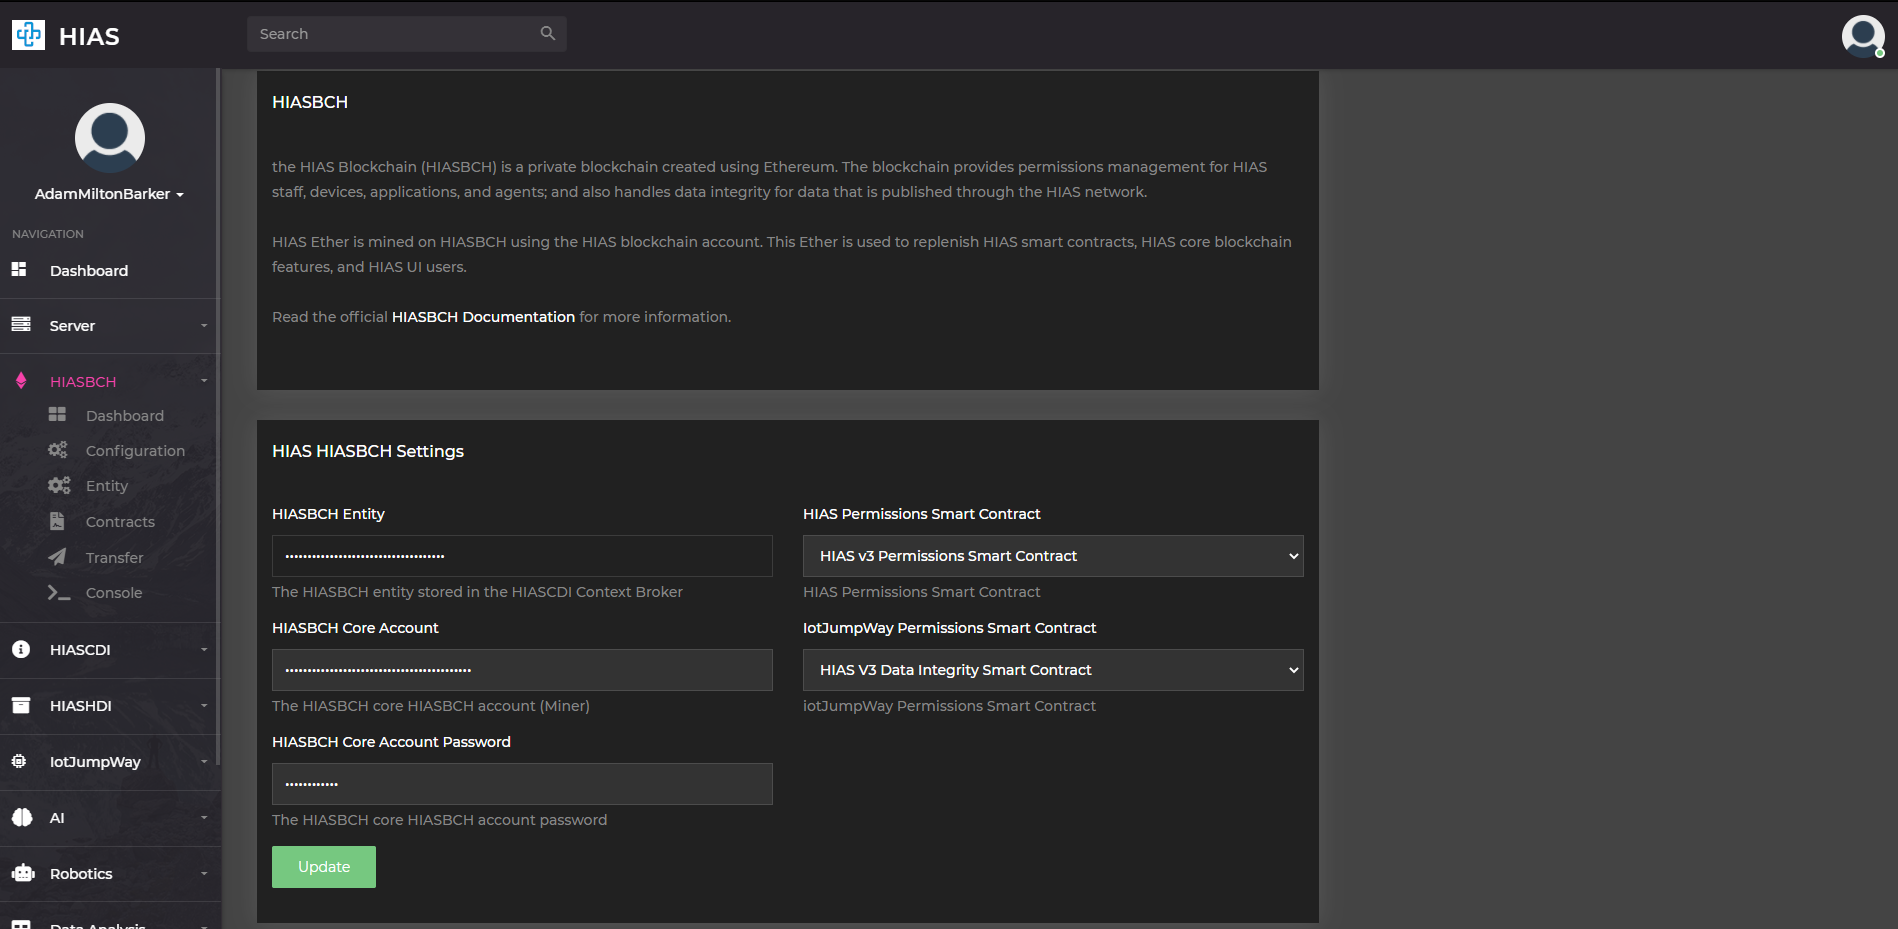 HIAS
Search
AdamMiltonBarker
NAVIGATION
Dashboard
Server
HIASBCH
Dashboard
Configuration
Entity
Contracts
Transfer
Console
HIASCDI
HIASHDI
IotJumpWay
AI
Robotics
Data Analysis
HIASBCH
the HIAS Blockchain (HIASBCH) is a private blockchain created using Ethereum. The blockchain provides permissions management for HIAS
staff, devices, applications, and agents; and also handles data integrity for data that is published through the HIAS network.
HIAS Ether is mined on HIASBCH using the HIAS blockchain account. This Ether is used to replenish HIAS smart contracts, HIAS core blockchain
features, and HIAS UI users.
Read the official HIASBCH Documentation for more information.
HIAS HIASBCH Settings
HIASBCH Entity
The HIASBCH entity stored in the HIASCDI Context Broker
HIASBCH Core Account
The HIASBCH core HIASBCH account (Miner)
HIASBCH Core Account Password
The HIASBCH core HIASBCH account password
Update
HIAS Permissions Smart Contract
HIAS v3 Permissions Smart Contract
HIAS Permissions Smart Contract
IotJumpWay Permissions Smart Contract
HIAS V3 Data Integrity Smart Contract
iotJumpWay Permissions Smart Contract